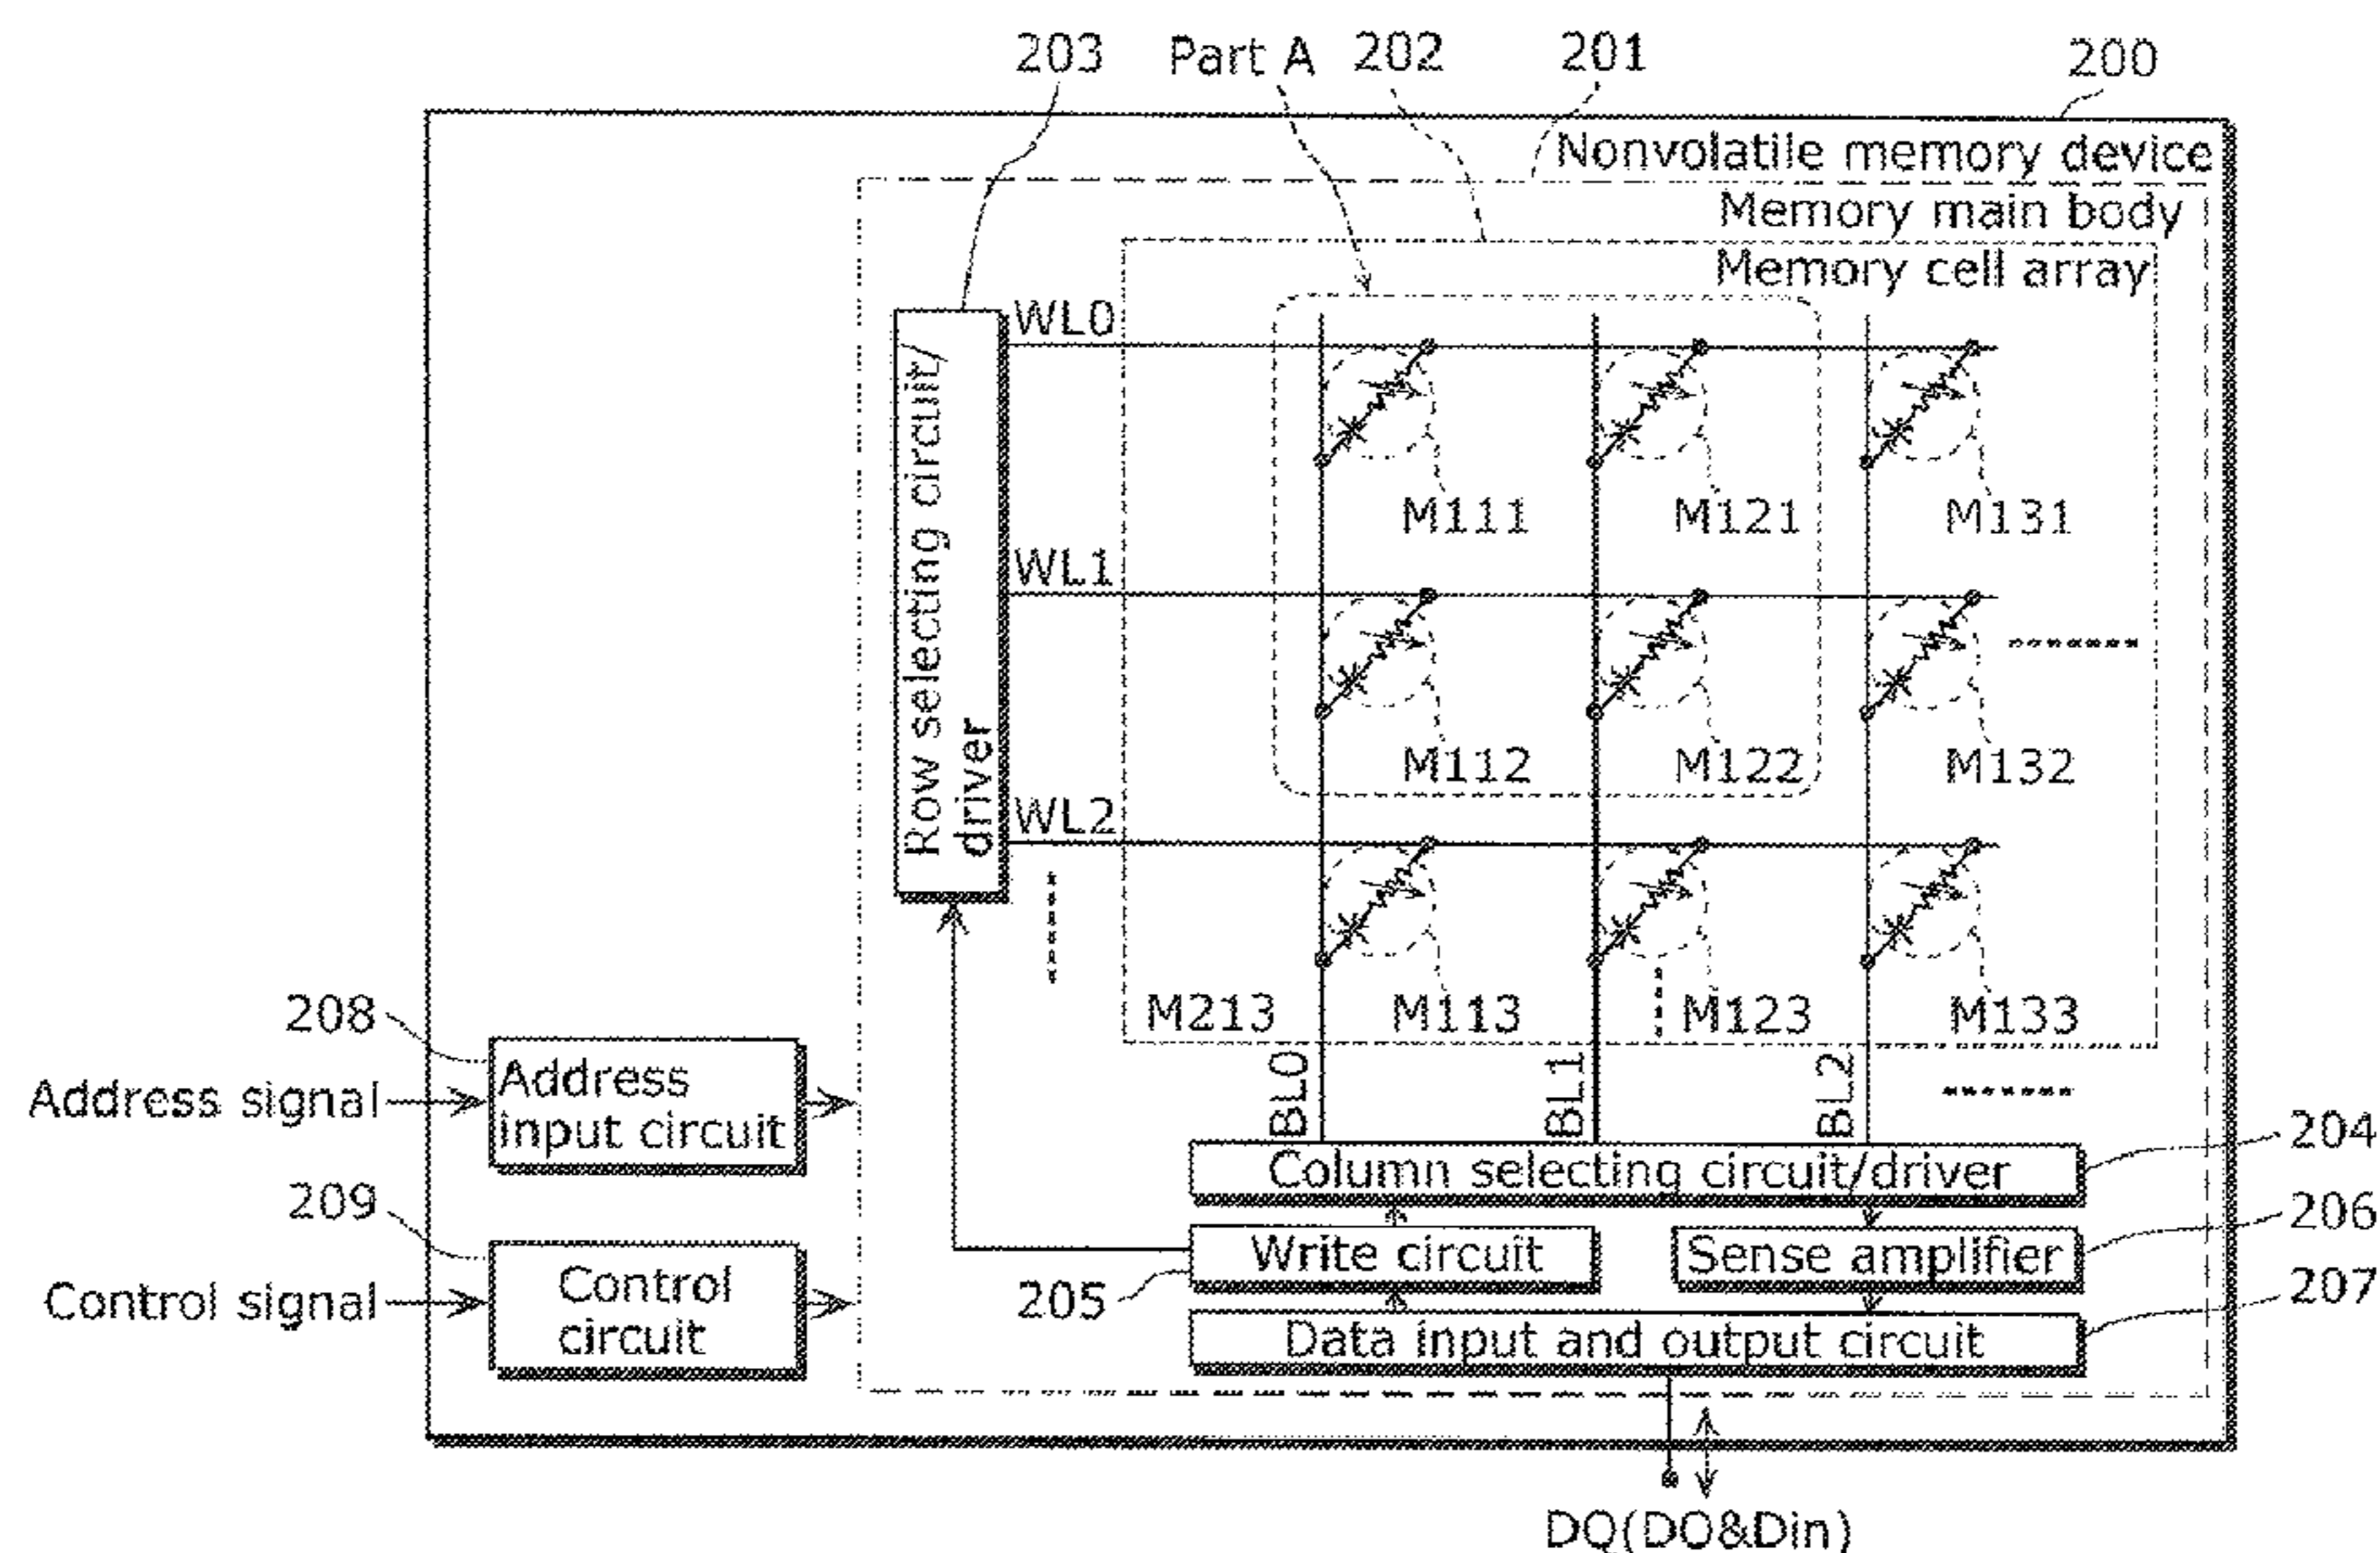 203 Part A 202 201 200
Nonvolatile memory device
Memory main body
Memory cell array
WL0
Row selecting circuit/
driver
M111 M121 M131
WL1
M112 M122 M132
WL2
M213 M113 M123 M133
208
Address signal
Address
input circuit
BL0 BL1 BL2
204
Column selecting circuit/driver
209
206
Write circuit
Sense amplifier
Control signal
Control
circuit
205
207
Data input and output circuit
DQ(DO&Din)